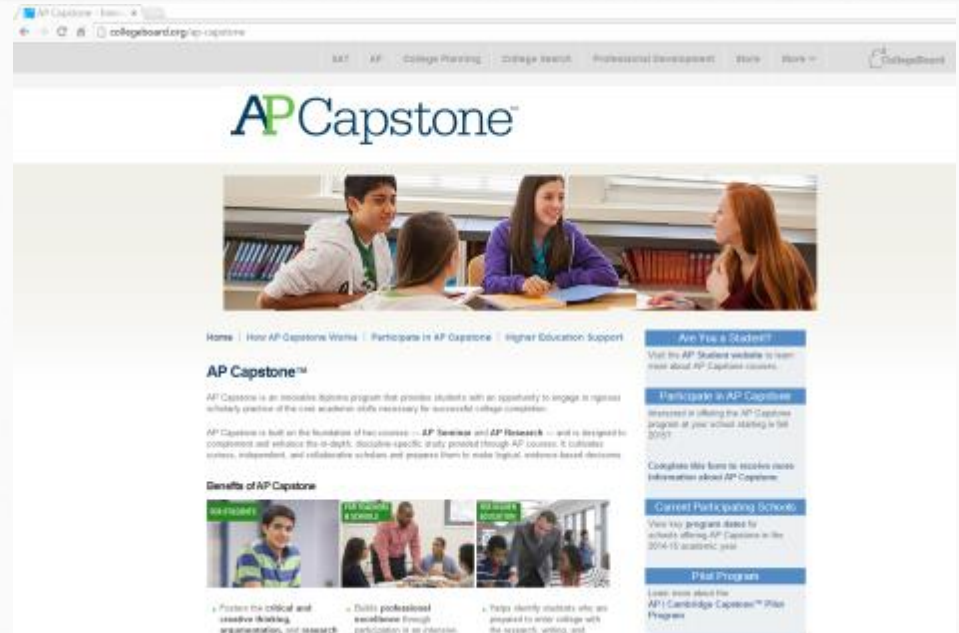 AP Capstone - 
collegeboard.org/ap-capstone
SAT AP College Planning College Search Professional Development Store More
CollegeBoard
AP Capstone™
Home | How AP Capstone Works | Participate in AP Capstone | Higher Education Support
AP Capstone™
AP Capstone is an innovative diploma program that provides students with an opportunity to engage in rigorous
scholarly practice of the core academic skills necessary for successful college completion.
AP Capstone is built on the foundation of two courses — AP Seminar and AP Research — and is designed to
complement and enhance the in-depth, discipline-specific study provided through AP courses. It cultivates
curious, independent, and collaborative scholars and prepares them to make logical, evidence-based decisions.
Benefits of AP Capstone
FOR STUDENTS
FOR TEACHERS
& SCHOOLS
FOR HIGHER
EDUCATION
Fosters the critical and
creative thinking,
argumentation, and research
Builds professional
excellence through
participation in an intensive,
Helps identify students who are
prepared to enter college with
the research, writing, and
Are You a Student?
Visit the AP Student website to learn
more about AP Capstone courses.
Participate in AP Capstone
Interested in offering the AP Capstone
program at your school starting in fall
2015?
Complete this form to receive more
information about AP Capstone.
Current Participating Schools
View key program dates for
schools offering AP Capstone in the
2014-15 academic year.
Pilot Program
Learn more about the
AP | Cambridge Capstone™ Pilot
Program